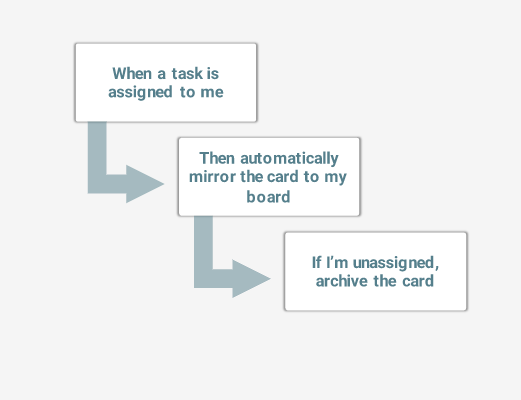 When a task is
assigned to me
Then automatically
mirror the card to my
board
If I'm unassigned,
archive the card